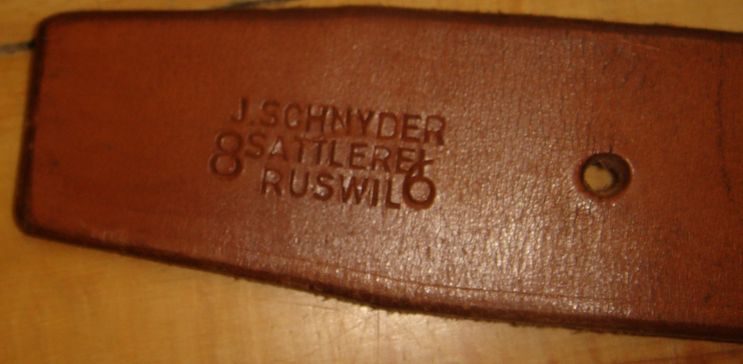 J. SCHNYDER
8 SATTLEREI 6
RUSWIL